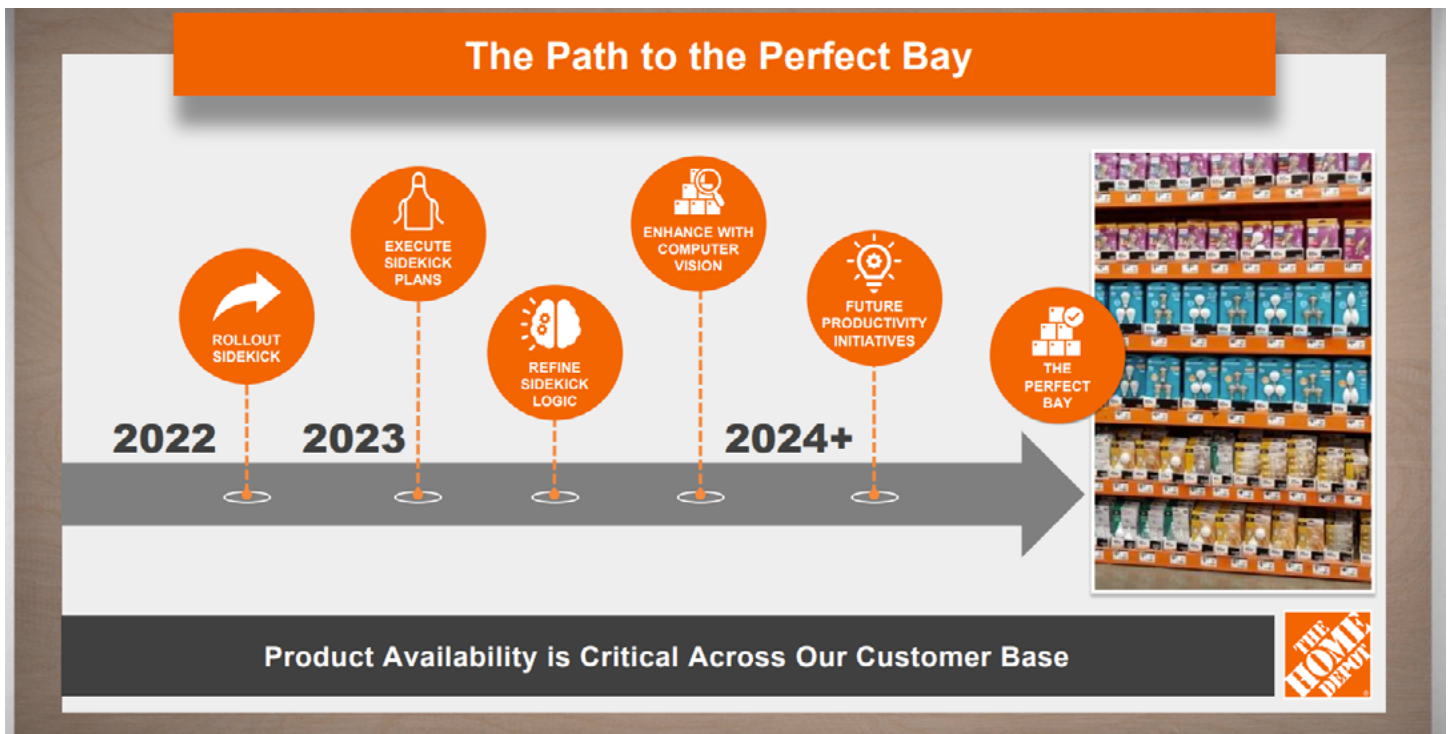 The Path to the Perfect Bay
ROLLOUT
SIDEKICK
EXECUTE
SIDEKICK
PLANS
REFINE
SIDEKICK
LOGIC
ENHANCE WITH
COMPUTER
VISION
FUTURE
PRODUCTIVITY
INITIATIVES
THE
PERFECT
BAY
2022
2023
2024+
Product Availability is Critical Across Our Customer Base
THE
HOME
DEPOT